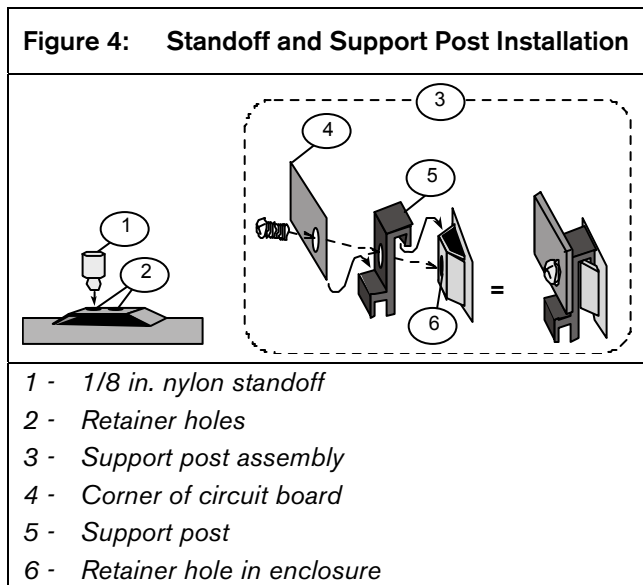 Figure 4: Standoff and Support Post Installation
3
4
5
1
2
6
=
1 - 1/8 in. nylon standoff
2 - Retainer holes
3 - Support post assembly
4 - Corner of circuit board
5 - Support post
6 - Retainer hole in enclosure